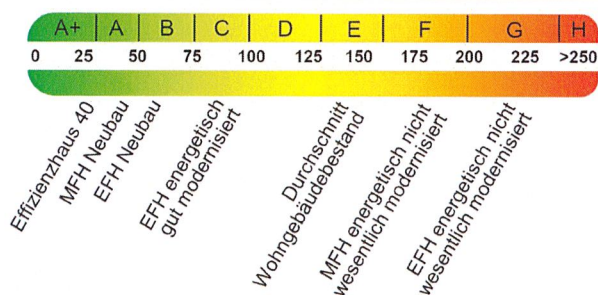 A+ A B C D E F G H
0 25 50 75 100 125 150 175 200 225 >250
Effizienzhaus 40
MFH Neubau
EFH Neubau
EFH energetisch
gut modernisiert
Durchschnitt
Wohngebäudebestand
MFH energetisch nicht
wesentlich modernisiert
EFH energetisch nicht
wesentlich modernisiert